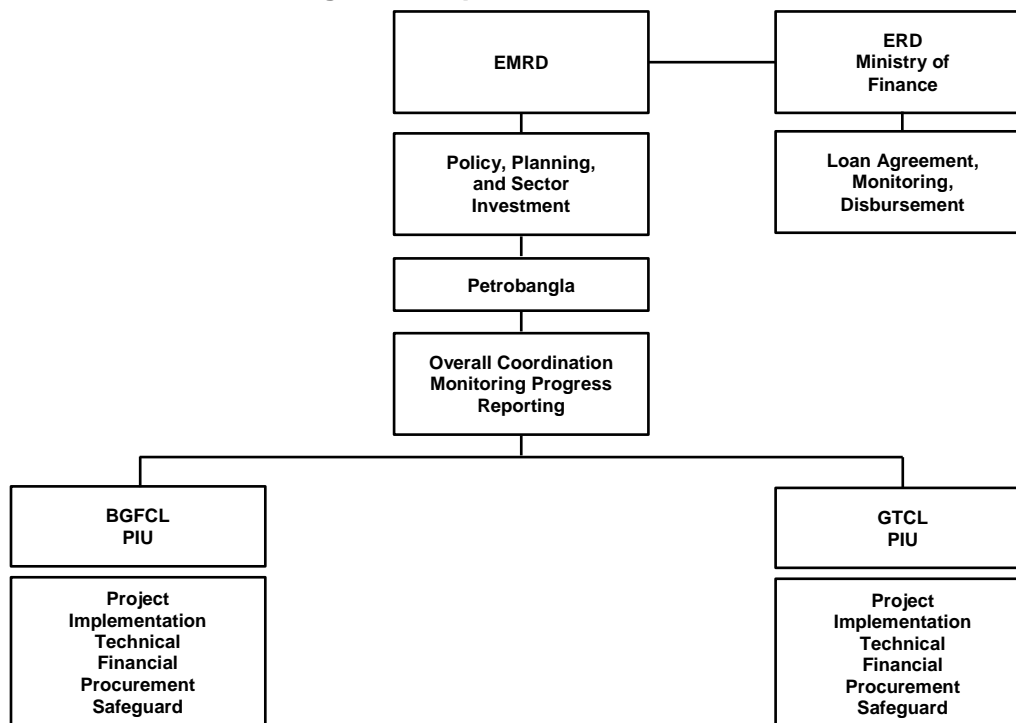 EMRD
ERD
Ministry of
Finance
Policy, Planning,
and Sector
Investment
Loan Agreement,
Monitoring,
Disbursement
Petrobangla
Overall Coordination
Monitoring Progress
Reporting
BGFCL
PIU
GTCL
PIU
Project
Implementation
Technical
Financial
Procurement
Safeguard
Project
Implementation
Technical
Financial
Procurement
Safeguard